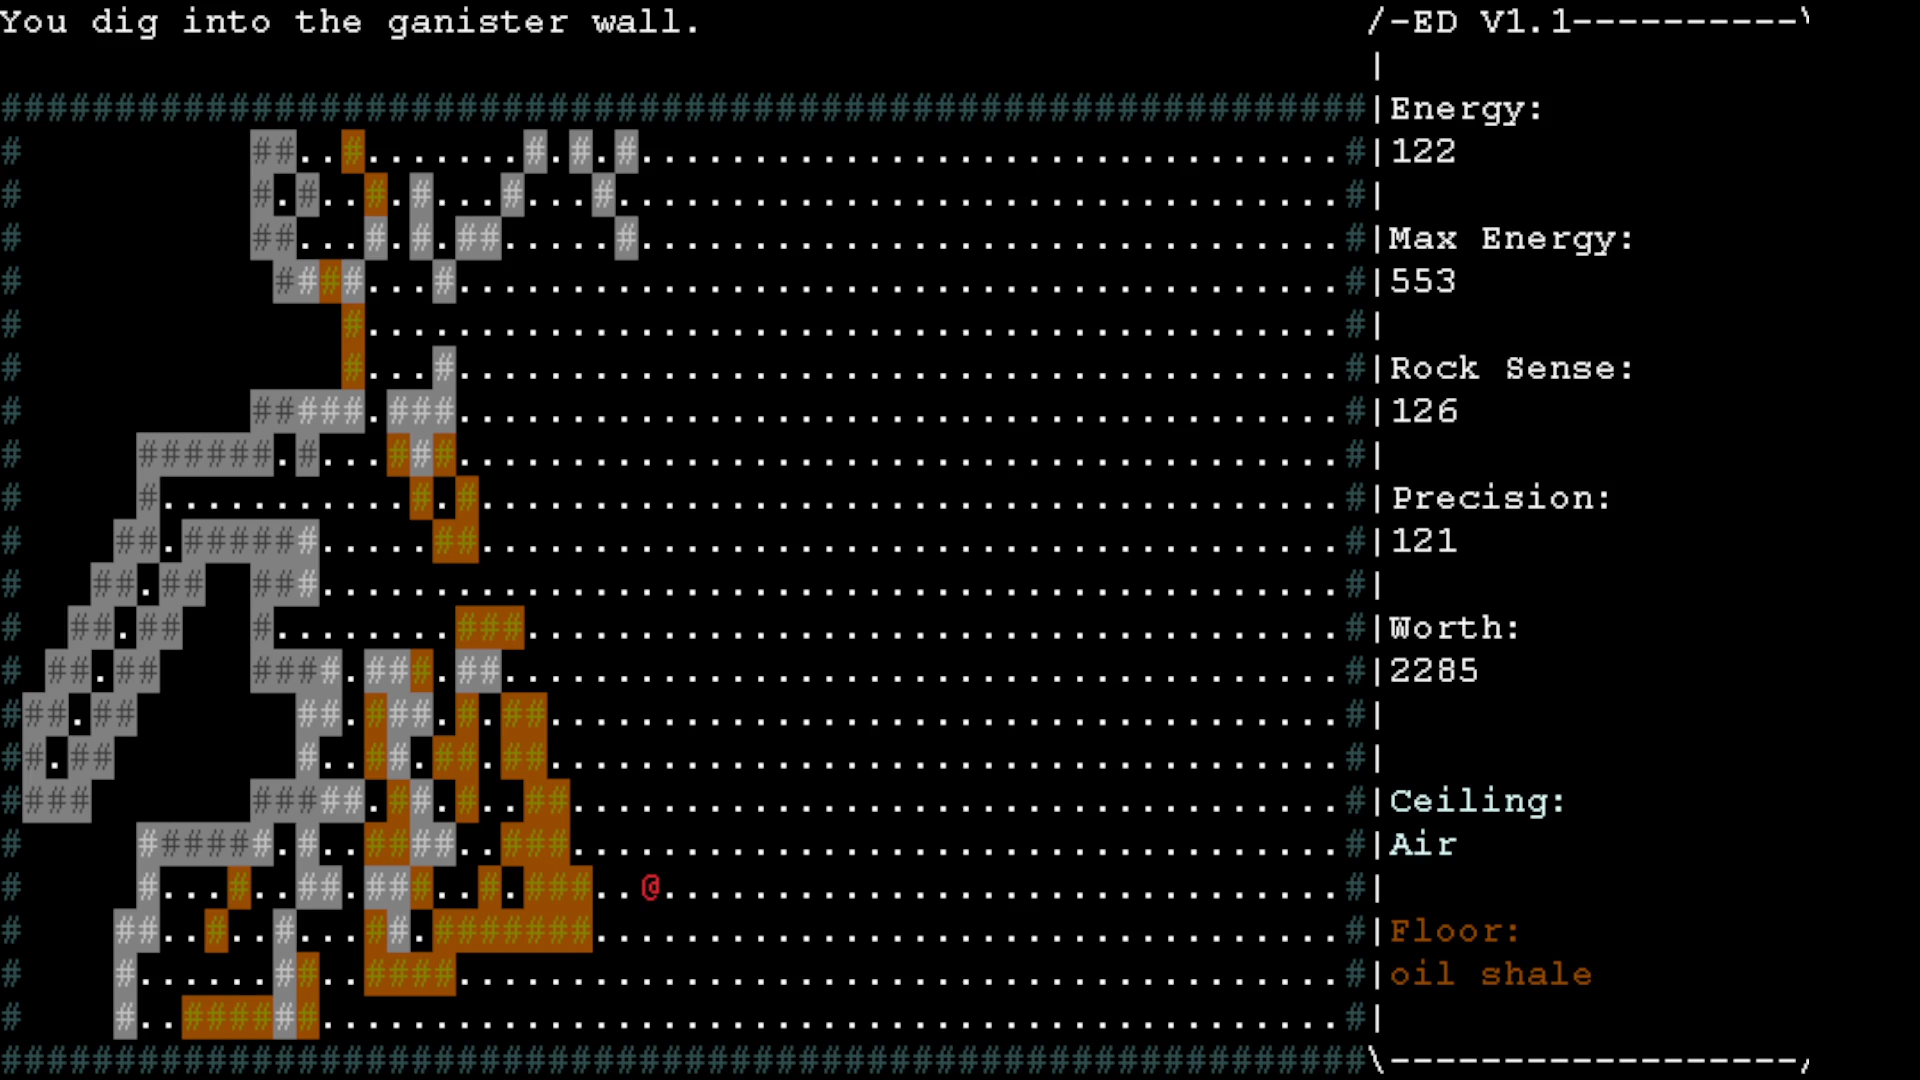 You dig into the ganister wall.
/-ED V1.1----------\
Energy:
122
Max Energy:
553
Rock Sense:
126
Precision:
121
Worth:
2285
Ceiling:
Air
@
Floor:
oil shale